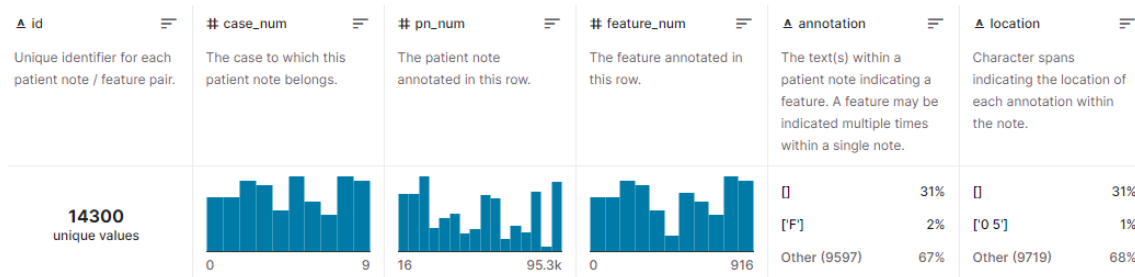 A id
# case_num
# pn_num
# feature_num
A annotation
A location
Unique identifier for each
patient note / feature pair.
The case to which this
patient note belongs.
The patient note
annotated in this row.
The feature annotated in
this row.
The text(s) within a
patient note indicating a
feature. A feature may be
indicated multiple times
within a single note.
Character spans
indicating the location of
each annotation within
the note.
14300
unique values
0 9
16 95.3k
0 916
[] 31%
['F'] 2%
Other (9597) 67%
[] 31%
['0 5'] 1%
Other (9719) 68%